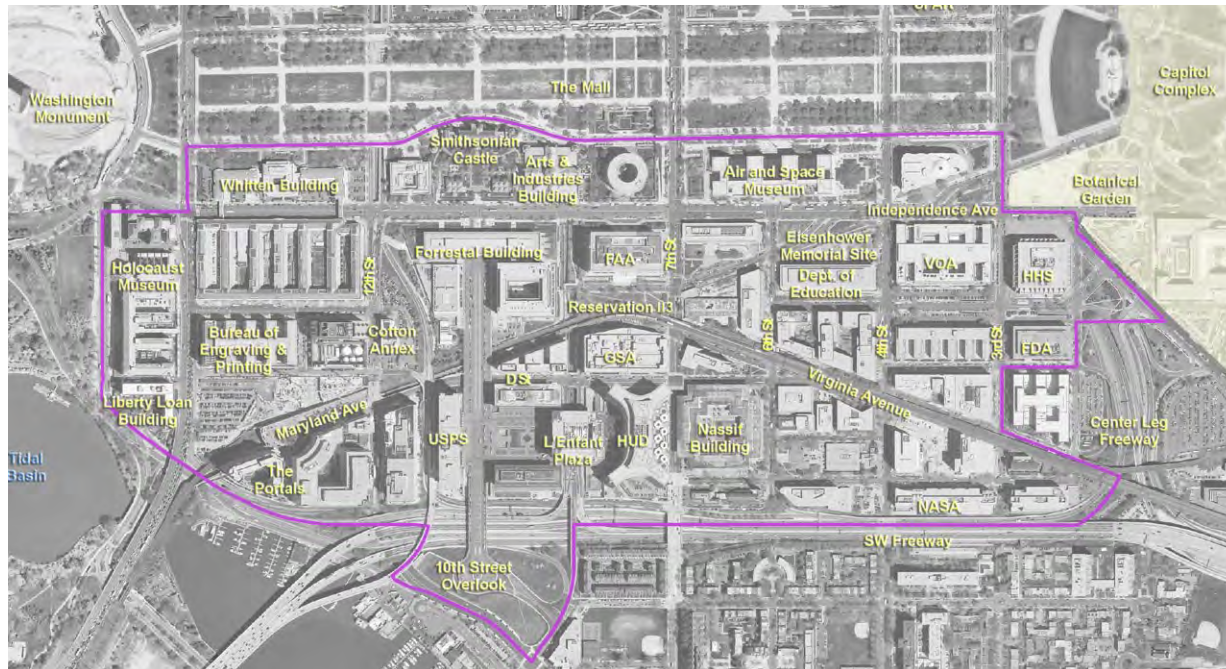 Washington
Monument
The Mall
Capitol
Complex
Smithsonian
Castle
Arts &
Industries
Building
Whitten Building
Air and Space
Museum
Botanical
Garden
Independence Ave
Holocaust
Museum
12th St
Forrestal Building
FAA
7th St
Eisenhower
Memorial Site
Dept. of
Education
VOA
HHS
Reservation 113
Bureau of
Engraving &
Printing
Cotton
Annex
GSA
6th St
4th St
3rd St
FDA
D St
Liberty Loan
Building
Maryland Ave
Virginia Avenue
USPS
L'Enfant
Plaza
HUD
Nassif
Building
Center Leg
Freeway
Tidal
Basin
The
Portals
NASA
SW Freeway
10th Street
Overlook